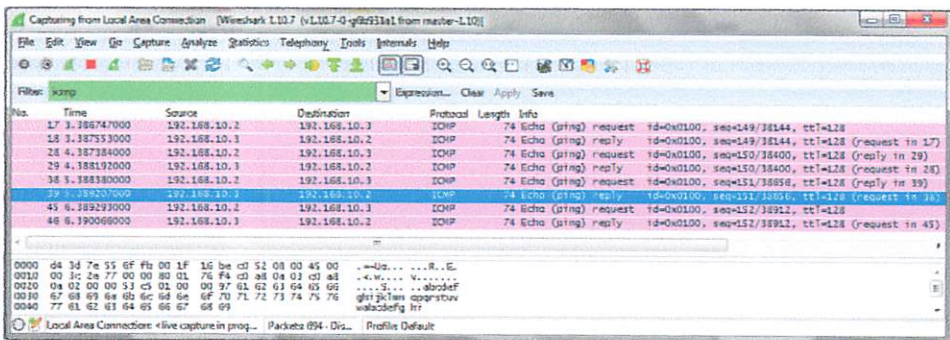 Capturing from Local Area Connection [Wireshark 1.10.7 (v1.10.7-0-g6b931a1 from master-1.10)]
File Edit View Go Capture Analyze Statistics Telephony Tools Internals Help
Filter: icmp Expression... Clear Apply Save
No. Time Source Destination Protocol Length Info
17 3.386747000 192.168.10.2 192.168.10.3 ICMP 74 Echo (ping) request id=0x0100, seq=149/38144, ttl=128
18 3.387553000 192.168.10.3 192.168.10.2 ICMP 74 Echo (ping) reply id=0x0100, seq=149/38144, ttl=128 (request in 17)
28 4.387384000 192.168.10.2 192.168.10.3 ICMP 74 Echo (ping) request id=0x0100, seq=150/38400, ttl=128 (reply in 29)
29 4.388192000 192.168.10.3 192.168.10.2 ICMP 74 Echo (ping) reply id=0x0100, seq=150/38400, ttl=128 (request in 28)
38 5.388380000 192.168.10.2 192.168.10.3 ICMP 74 Echo (ping) request id=0x0100, seq=151/38656, ttl=128 (reply in 39)
39 5.389207000 192.168.10.3 192.168.10.2 ICMP 74 Echo (ping) reply id=0x0100, seq=151/38656, ttl=128 (request in 38)
45 6.389293000 192.168.10.2 192.168.10.3 ICMP 74 Echo (ping) request id=0x0100, seq=152/38912, ttl=128
46 6.390066000 192.168.10.3 192.168.10.2 ICMP 74 Echo (ping) reply id=0x0100, seq=152/38912, ttl=128 (request in 45)
0000 d4 3d 7e 55 6f fb 00 1f 16 be c0 52 08 00 45 00 .=~Uo... ...R..E.
0010 00 3c 2a 77 00 00 80 01 76 f4 c0 a8 0a 03 c0 a8 .<*w.... v.......
0020 0a 02 00 00 53 c5 01 00 00 97 61 62 63 64 65 66 ....S... ..abcdef
0030 67 68 69 6a 6b 6c 6d 6e 6f 70 71 72 73 74 75 76 ghijklmn opqrstuv
0040 77 61 62 63 64 65 66 67 68 69 wabcdefg hi
Local Area Connection: <live capture in prog... Packets: 694 · Dis... Profile: Default